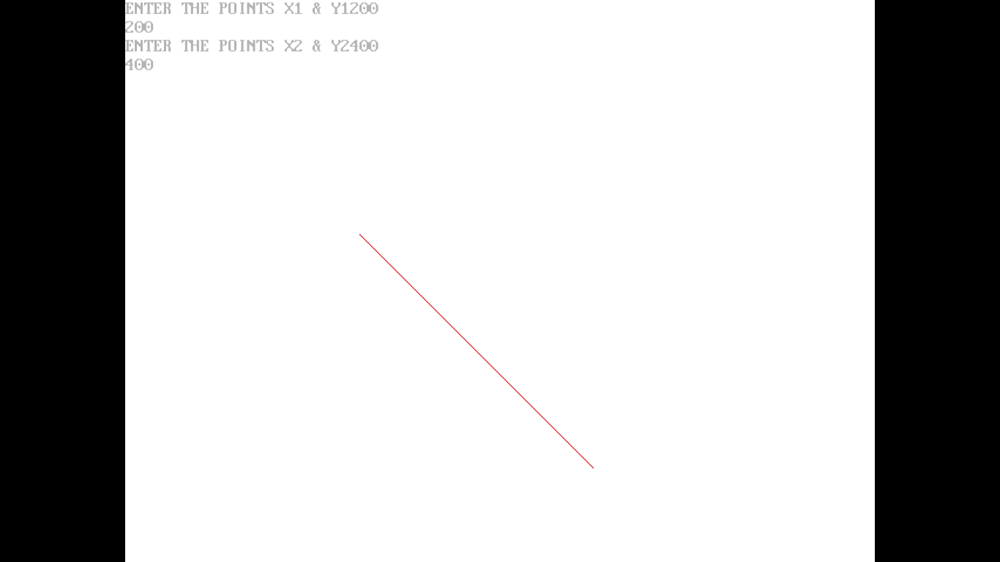 ENTER THE POINTS X1 & Y1200
200
ENTER THE POINTS X2 & Y2400
400